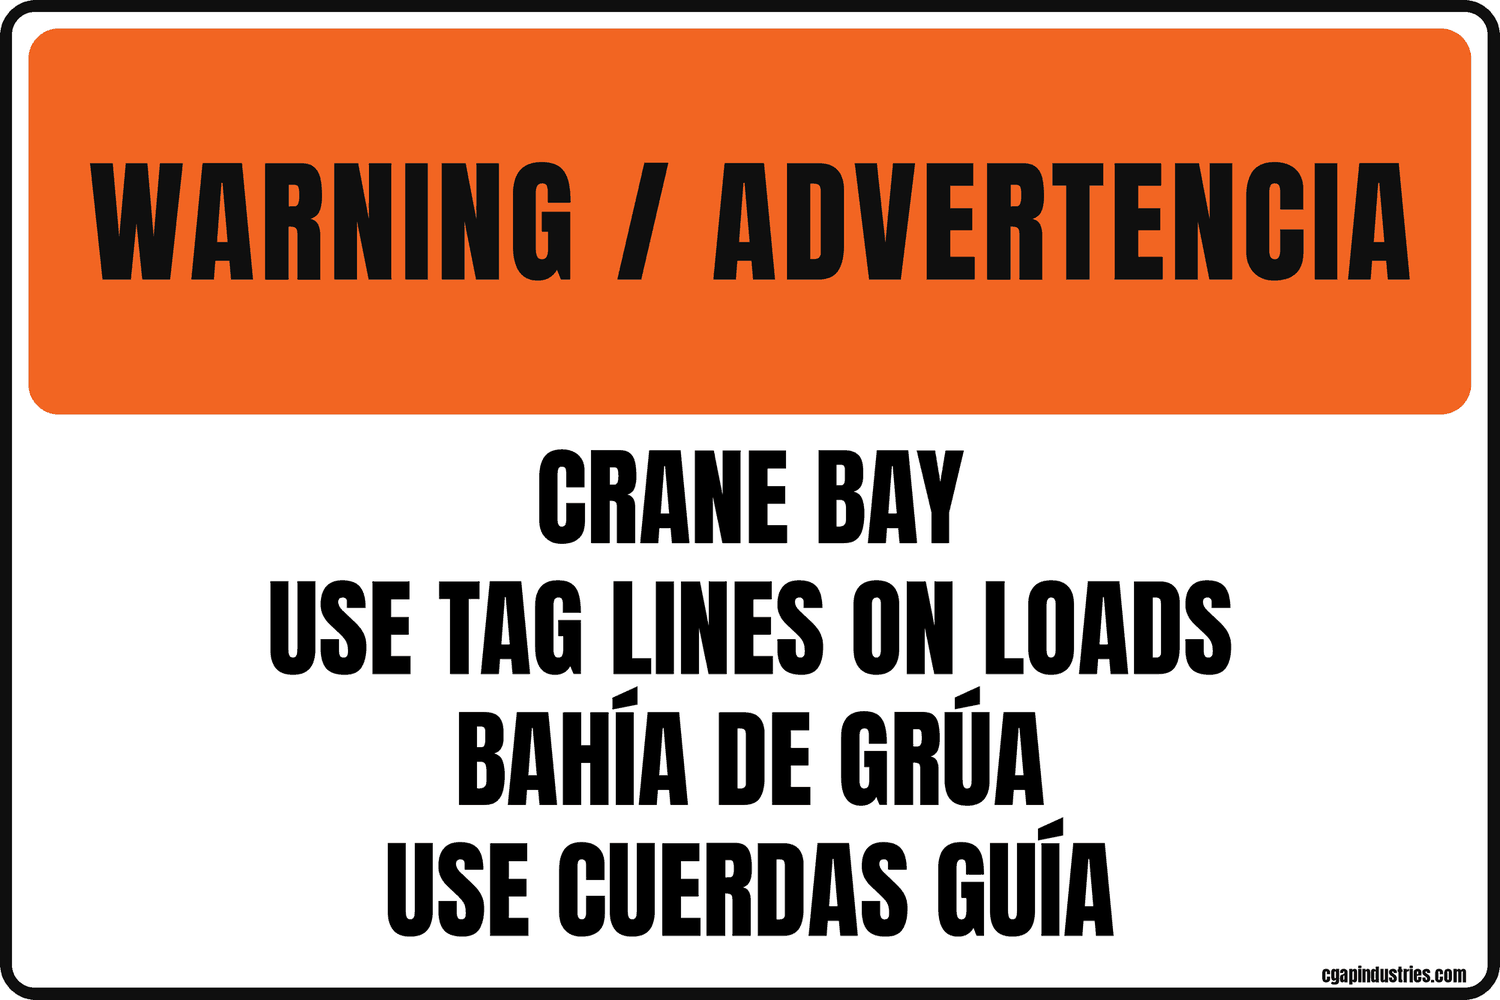 WARNING / ADVERTENCIA
CRANE BAY
USE TAG LINES ON LOADS
BAHÍA DE GRÚA
USE CUERDAS GUÍA
cgapindustries.com